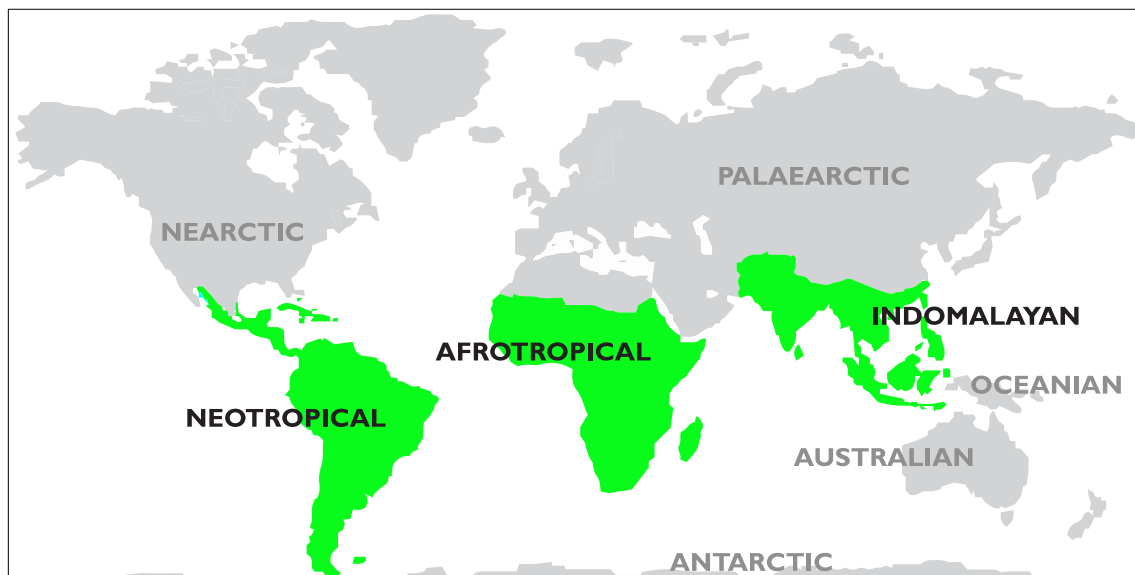 PALAEARCTIC
NEARCTIC
INDOMALAYAN
AFROTROPICAL
OCEANIAN
NEOTROPICAL
AUSTRALIAN
ANTARCTIC